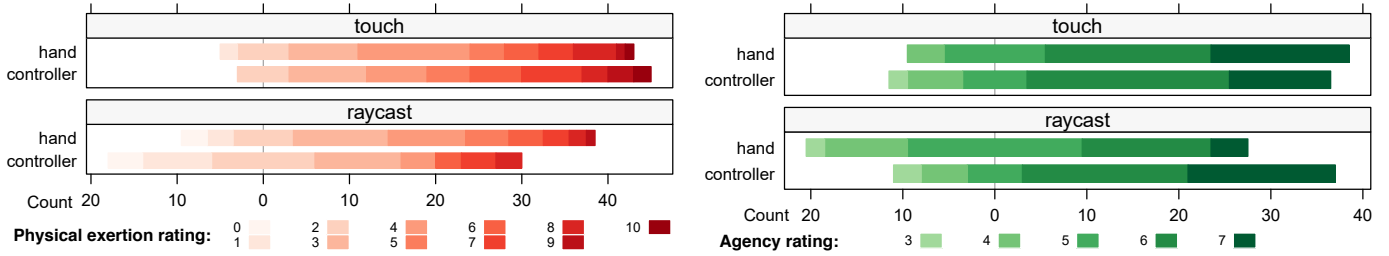 touch
hand
controller
raycast
hand
controller
Count 20 10 0 10 20 30 40
Physical exertion rating: 0 2 4 6 8 10
1 3 5 7 9
touch
hand
controller
raycast
hand
controller
Count 20 10 0 10 20 30 40
Agency rating: 3 4 5 6 7